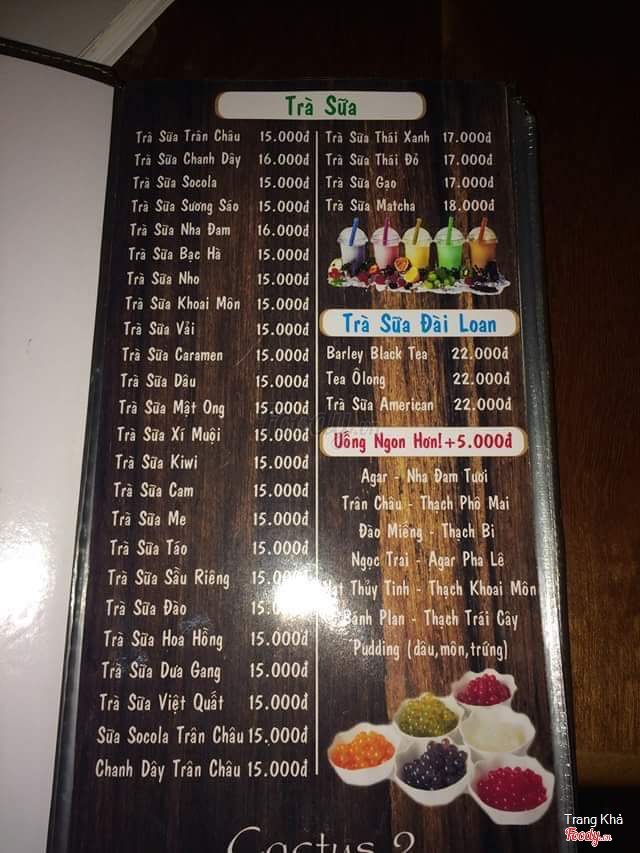 Trà Sữa
Trà Sữa Trân Châu 15.000đ
Trà Sữa Chanh Dây 16.000đ
Trà Sữa Socola 15.000đ
Trà Sữa Sương Sáo 15.000đ
Trà Sữa Nha Đam 16.000đ
Trà Sữa Bạc Hà 15.000đ
Trà Sữa Nho 15.000đ
Trà Sữa Khoai Môn 15.000đ
Trà Sữa Vải 15.000đ
Trà Sữa Caramen 15.000đ
Trà Sữa Dâu 15.000đ
Trà Sữa Mật Ong 15.000đ
Trà Sữa Xí Muội 15.000đ
Trà Sữa Kiwi 15.000đ
Trà Sữa Cam 15.000đ
Trà Sữa Me 15.000đ
Trà Sữa Táo 15.000đ
Trà Sữa Sầu Riêng
Trà Sữa Đào
Trà Sữa Hoa Hồng 15.000đ
Trà Sữa Dưa Gang 15.000đ
Trà Sữa Việt Quất 15.000đ
Sữa Socola Trân Châu 15.000đ
Chanh Dây Trân Châu 15.000đ
Trà Sữa Thái Xanh 17.000đ
Trà Sữa Thái Đỏ 17.000đ
Trà Sữa Gạo 17.000đ
Trà Sữa Matcha 18.000đ
Trà Sữa Đài Loan
Barley Black Tea 22.000đ
Tea Ôlong 22.000đ
Trà Sữa American 22.000đ
Uống Ngon Hơn!+5.000đ
Agar - Nha Đam Tươi
Trân Châu - Thạch Phô Mai
Đào Miếng - Thạch Bi
Ngọc Trai - Agar Pha Lê
Thủy Tinh - Thạch Khoai Môn
Bánh Plan - Thạch Trái Cây
Pudding (dâu,môn,trứng)
Cactus 2
Trang Khả
Foody.vn